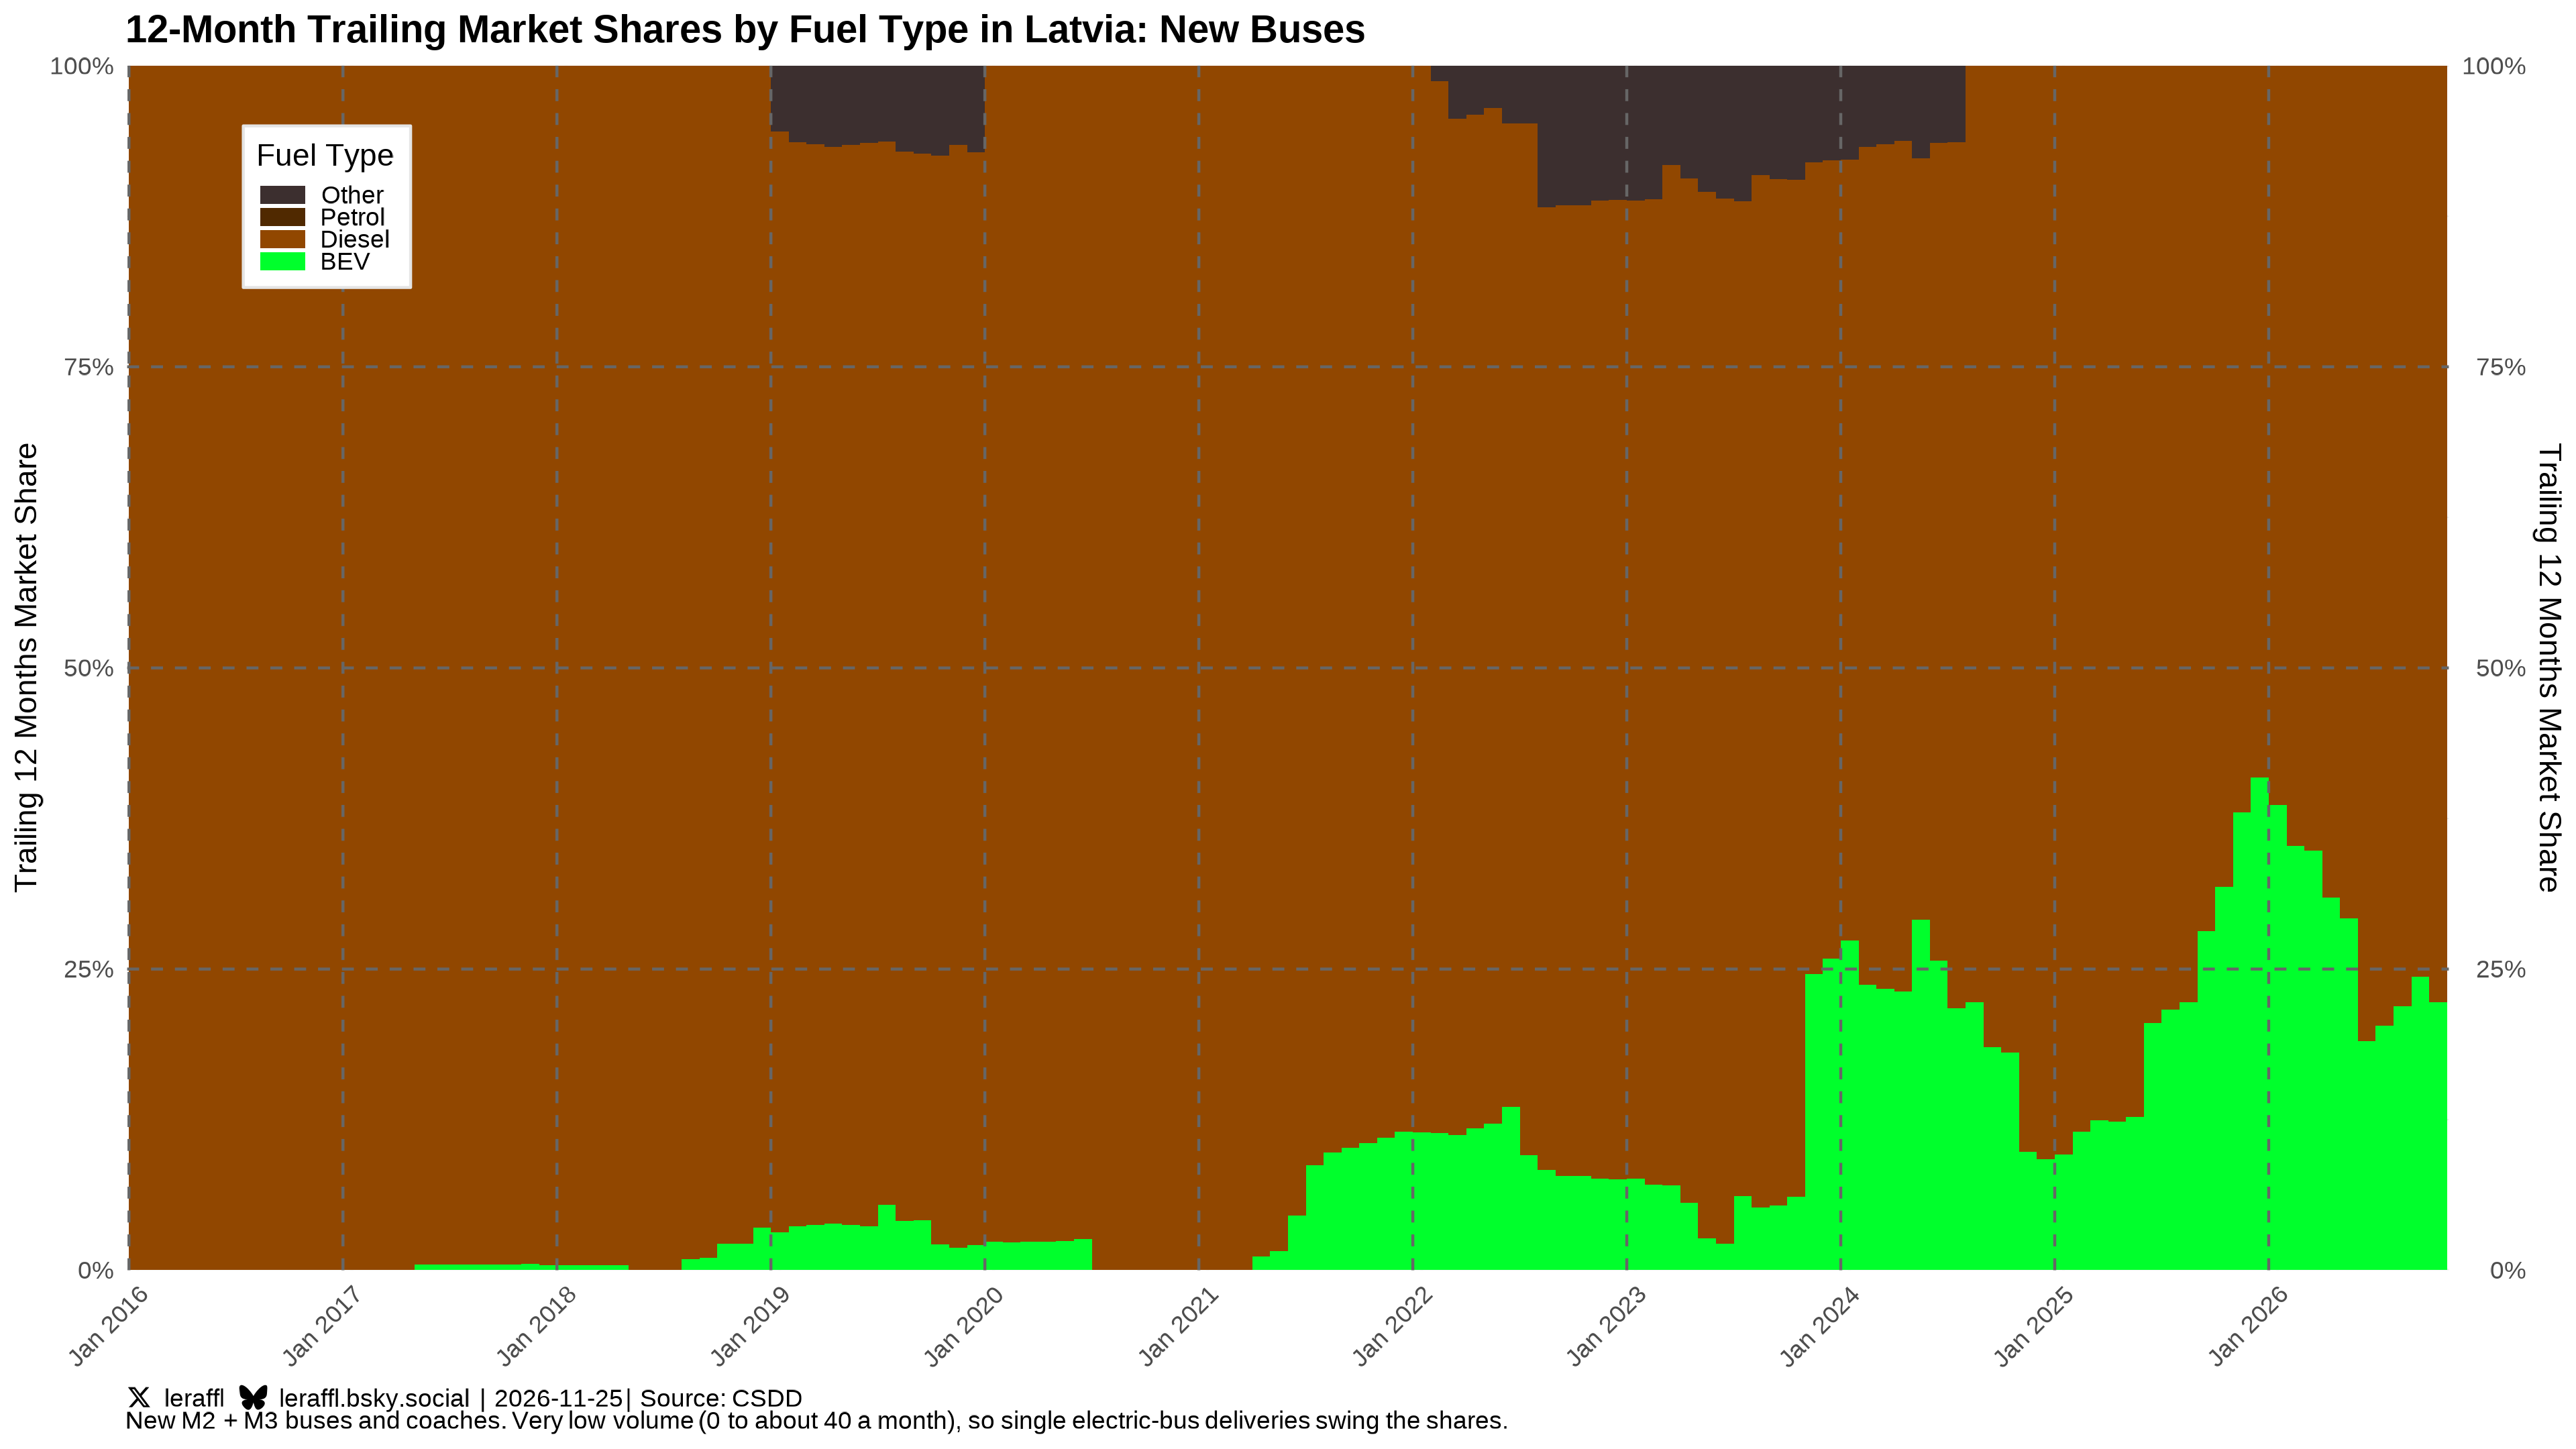 12-Month Trailing Market Shares by Fuel Type in Latvia: New Buses
100%
75%
50%
25%
0%
100%
75%
50%
25%
0%
Trailing 12 Months Market Share
Trailing 12 Months Market Share
Fuel Type
Other
Petrol
Diesel
BEV
Jan 2016
Jan 2017
Jan 2018
Jan 2019
Jan 2020
Jan 2021
Jan 2022
Jan 2023
Jan 2024
Jan 2025
Jan 2026
leraffl leraffl.bsky.social | 2026-11-25| Source: CSDD
New M2 + M3 buses and coaches. Very low volume (0 to about 40 a month), so single electric-bus deliveries swing the shares.